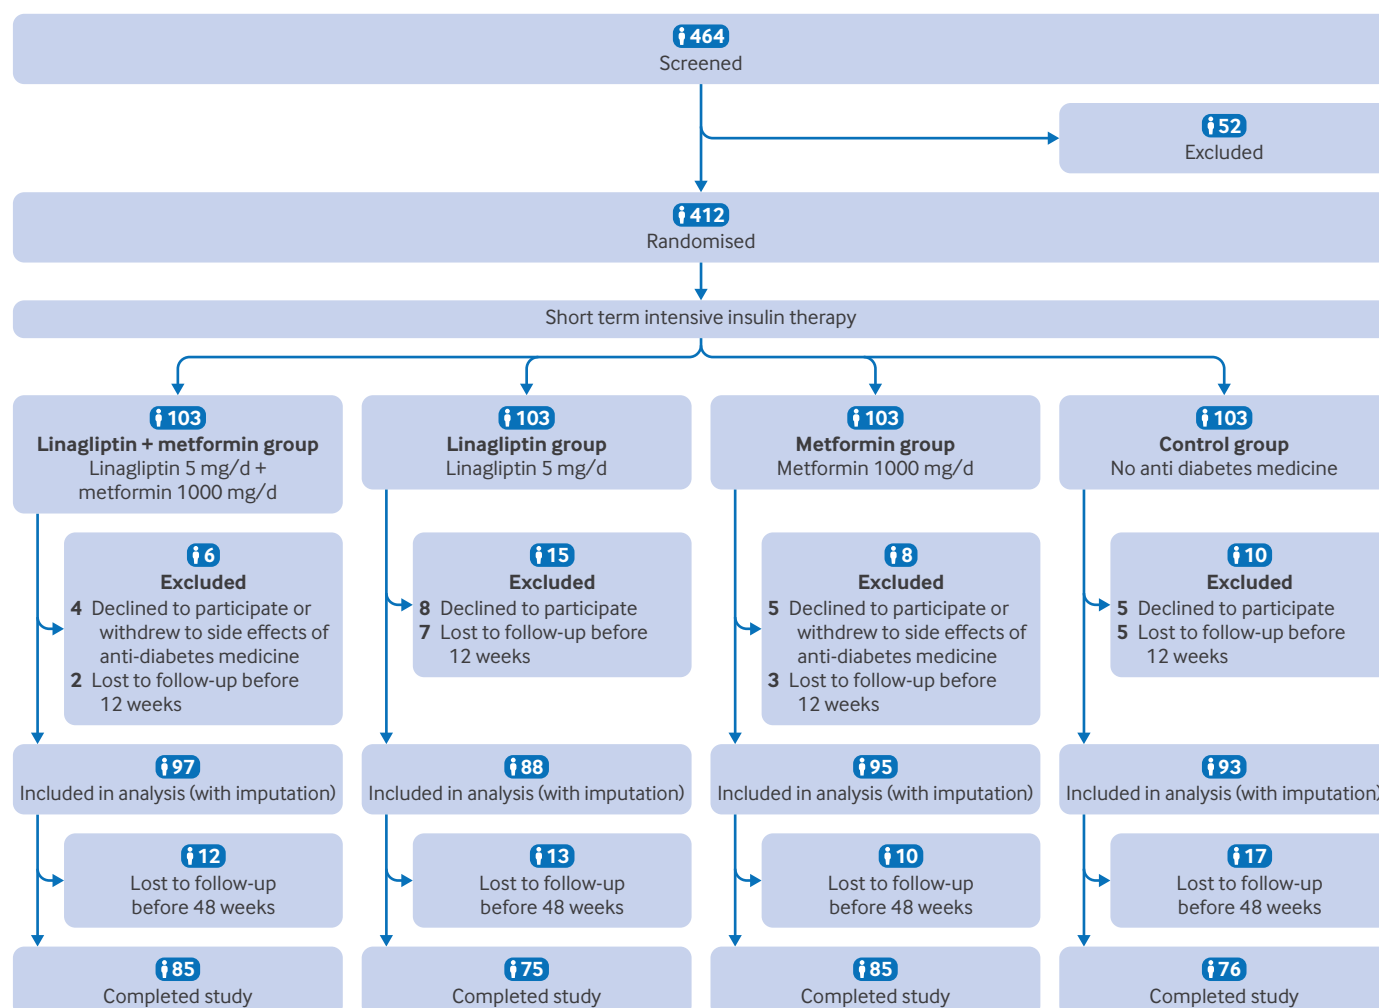 464
Screened
52
Excluded
412
Randomised
Short term intensive insulin therapy
103
Linagliptin + metformin group
Linagliptin 5 mg/d +
metformin 1000 mg/d
103
Linagliptin group
Linagliptin 5 mg/d
103
Metformin group
Metformin 1000 mg/d
103
Control group
No anti diabetes medicine
6
Excluded
4 Declined to participate or
withdrew to side effects of
anti-diabetes medicine
2 Lost to follow-up before
12 weeks
15
Excluded
8 Declined to participate
7 Lost to follow-up before
12 weeks
8
Excluded
5 Declined to participate or
withdrew to side effects of
anti-diabetes medicine
3 Lost to follow-up before
12 weeks
10
Excluded
5 Declined to participate
5 Lost to follow-up before
12 weeks
97
Included in analysis (with imputation)
88
Included in analysis (with imputation)
95
Included in analysis (with imputation)
93
Included in analysis (with imputation)
12
Lost to follow-up
before 48 weeks
13
Lost to follow-up
before 48 weeks
10
Lost to follow-up
before 48 weeks
17
Lost to follow-up
before 48 weeks
85
Completed study
75
Completed study
85
Completed study
76
Completed study